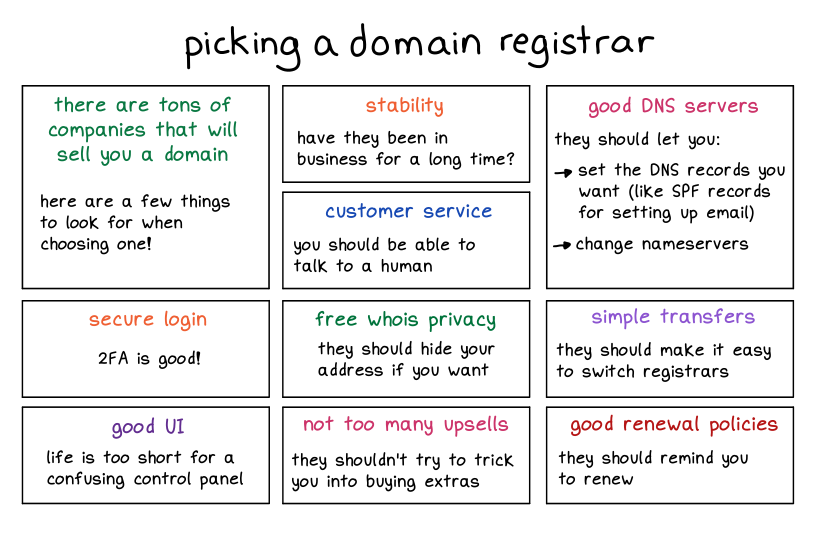 picking a domain registrar
there are tons of
companies that will
sell you a domain
here are a few things
to look for when
choosing one!
stability
have they been in
business for a long time?
customer service
you should be able to
talk to a human
good DNS servers
they should let you:
→ set the DNS records you
want (like SPF records
for setting up email)
→ change nameservers
secure login
2FA is good!
free whois privacy
they should hide your
address if you want
simple transfers
they should make it easy
to switch registrars
good UI
life is too short for a
confusing control panel
not too many upsells
they shouldn't try to trick
you into buying extras
good renewal policies
they should remind you
to renew